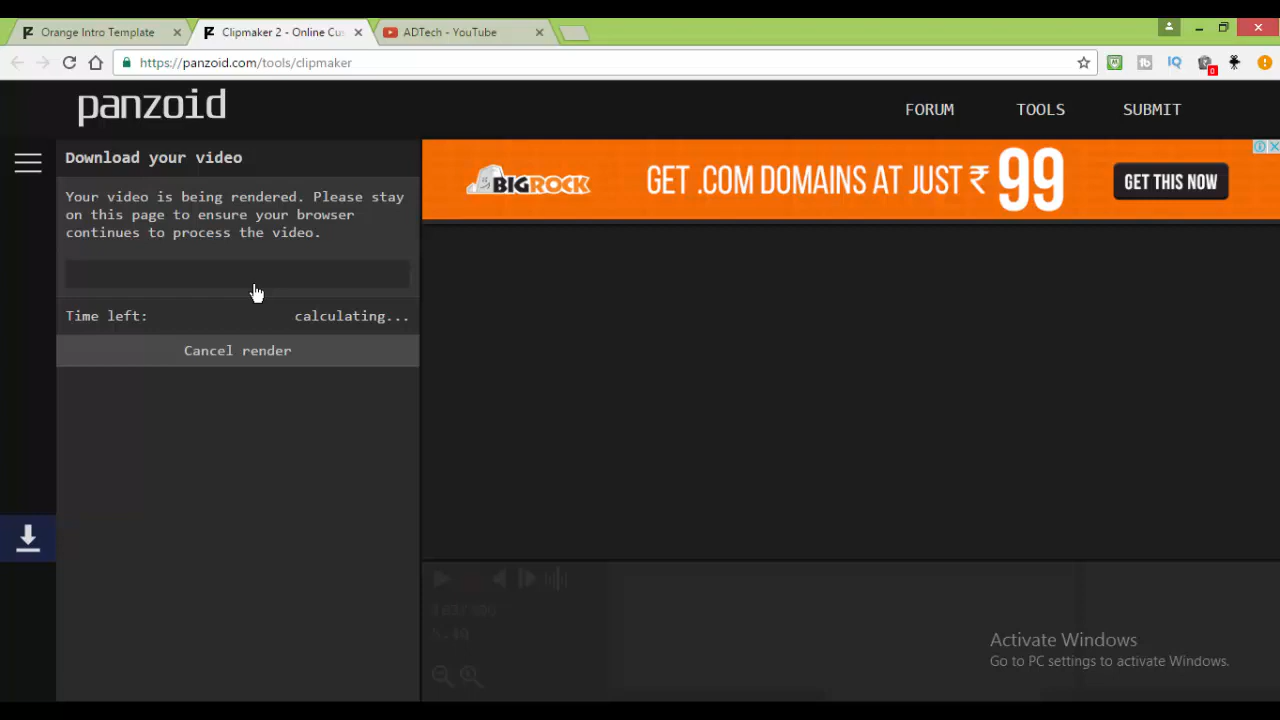 Orange Intro Template
Clipmaker 2 - Online Cus
ADTech - YouTube
https://panzoid.com/tools/clipmaker
IQ
0
panzoid
FORUM
TOOLS
SUBMIT
Download your video
Your video is being rendered. Please stay
on this page to ensure your browser
continues to process the video.
Time left:
calculating...
Cancel render
BIGROCK
GET .COM DOMAINS AT JUST ₹ 99
GET THIS NOW
Activate Windows
Go to PC settings to activate Windows.